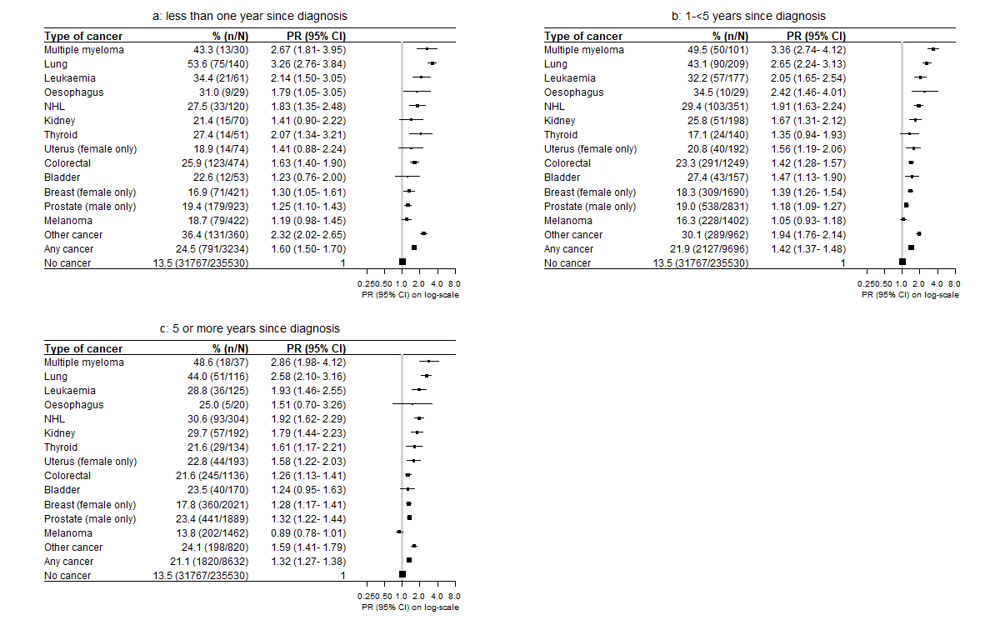 a: less than one year since diagnosis
Type of cancer % (n/N) PR (95% CI)
Multiple myeloma 43.3 (13/30) 2.67 (1.81- 3.95)
Lung 53.6 (75/140) 3.26 (2.76- 3.84)
Leukaemia 34.4 (21/61) 2.14 (1.50- 3.05)
Oesophagus 31.0 (9/29) 1.79 (1.05- 3.05)
NHL 27.5 (33/120) 1.83 (1.35- 2.48)
Kidney 21.4 (15/70) 1.41 (0.90- 2.22)
Thyroid 27.4 (14/51) 2.07 (1.34- 3.21)
Uterus (female only) 18.9 (14/74) 1.41 (0.88- 2.24)
Colorectal 25.9 (123/474) 1.63 (1.40- 1.90)
Bladder 22.6 (12/53) 1.23 (0.76- 2.00)
Breast (female only) 16.9 (71/421) 1.30 (1.05- 1.61)
Prostate (male only) 19.4 (179/923) 1.25 (1.10- 1.43)
Melanoma 18.7 (79/422) 1.19 (0.98- 1.45)
Other cancer 36.4 (131/360) 2.32 (2.02- 2.65)
Any cancer 24.5 (791/3234) 1.60 (1.50- 1.70)
No cancer 13.5 (31767/235530) 1
0.25 0.50 1.0 2.0 4.0 8.0
PR (95% CI) on log-scale
b: 1-<5 years since diagnosis
Type of cancer % (n/N) PR (95% CI)
Multiple myeloma 49.5 (50/101) 3.36 (2.74- 4.12)
Lung 43.1 (90/209) 2.65 (2.24- 3.13)
Leukaemia 32.2 (57/177) 2.05 (1.65- 2.54)
Oesophagus 34.5 (10/29) 2.42 (1.46- 4.01)
NHL 29.4 (103/351) 1.91 (1.63- 2.24)
Kidney 25.8 (51/198) 1.67 (1.31- 2.12)
Thyroid 17.1 (24/140) 1.35 (0.94- 1.93)
Uterus (female only) 20.8 (40/192) 1.56 (1.19- 2.06)
Colorectal 23.3 (291/1249) 1.42 (1.28- 1.57)
Bladder 27.4 (43/157) 1.47 (1.13- 1.90)
Breast (female only) 18.3 (309/1690) 1.39 (1.26- 1.54)
Prostate (male only) 19.0 (538/2831) 1.18 (1.09- 1.27)
Melanoma 16.3 (228/1402) 1.05 (0.93- 1.18)
Other cancer 30.1 (289/962) 1.94 (1.76- 2.14)
Any cancer 21.9 (2127/9696) 1.42 (1.37- 1.48)
No cancer 13.5 (31767/235530) 1
0.25 0.50 1.0 2.0 4.0 8.0
PR (95% CI) on log-scale
c: 5 or more years since diagnosis
Type of cancer % (n/N) PR (95% CI)
Multiple myeloma 48.6 (18/37) 2.86 (1.98- 4.12)
Lung 44.0 (51/116) 2.58 (2.10- 3.16)
Leukaemia 28.8 (36/125) 1.93 (1.46- 2.55)
Oesophagus 25.0 (5/20) 1.51 (0.70- 3.26)
NHL 30.6 (93/304) 1.92 (1.62- 2.29)
Kidney 29.7 (57/192) 1.79 (1.44- 2.23)
Thyroid 21.6 (29/134) 1.61 (1.17- 2.21)
Uterus (female only) 22.8 (44/193) 1.58 (1.22- 2.03)
Colorectal 21.6 (245/1136) 1.26 (1.13- 1.41)
Bladder 23.5 (40/170) 1.24 (0.95- 1.63)
Breast (female only) 17.8 (360/2021) 1.28 (1.17- 1.41)
Prostate (male only) 23.4 (441/1889) 1.32 (1.22- 1.44)
Melanoma 13.8 (202/1462) 0.89 (0.78- 1.01)
Other cancer 24.1 (198/820) 1.59 (1.41- 1.79)
Any cancer 21.1 (1820/8632) 1.32 (1.27- 1.38)
No cancer 13.5 (31767/235530) 1
0.25 0.50 1.0 2.0 4.0 8.0
PR (95% CI) on log-scale